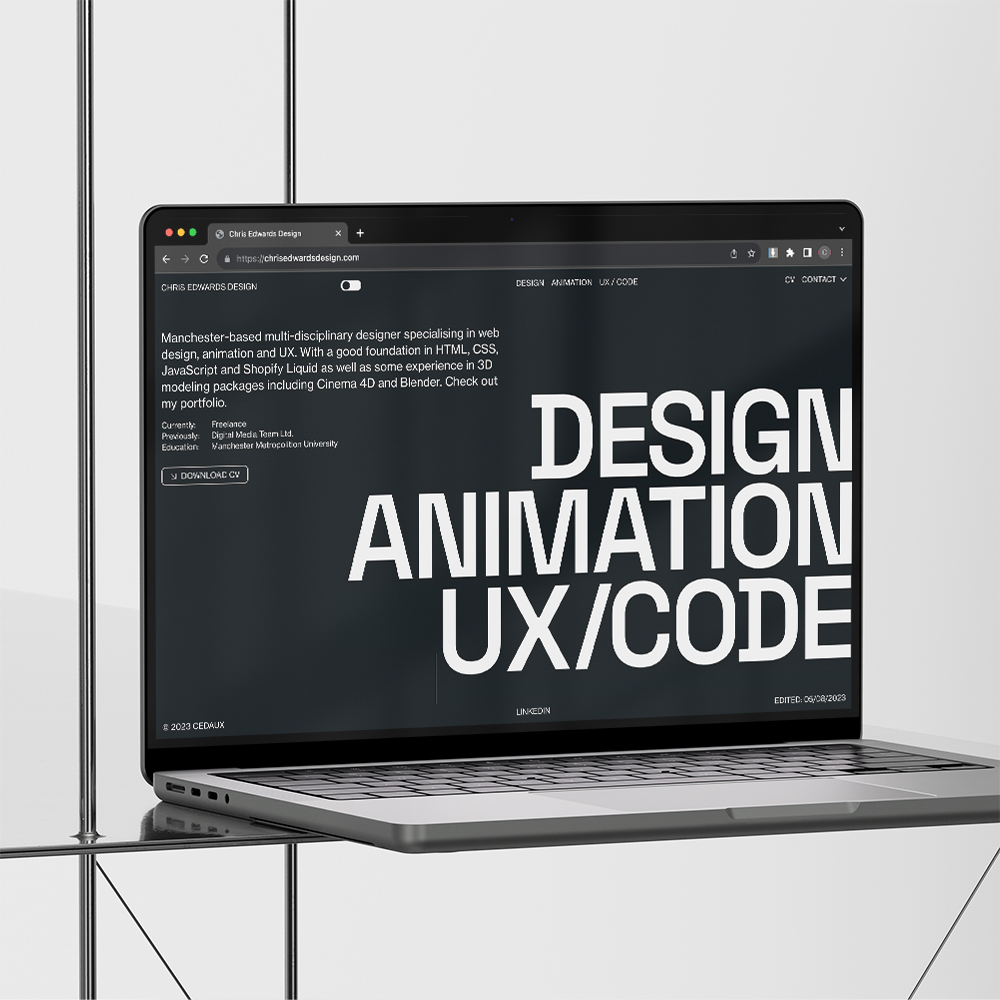 Chris Edwards Design
https://chrisedwardsdesign.com
CHRIS EDWARDS DESIGN
DESIGN ANIMATION UX / CODE
CV CONTACT
Manchester-based multi-disciplinary designer specialising in web
design, animation and UX. With a good foundation in HTML, CSS,
JavaScript and Shopify Liquid as well as some experience in 3D
modeling packages including Cinema 4D and Blender. Check out
my portfolio.
Currently: Freelance
Previously: Digital Media Team Ltd.
Education: Manchester Metropolitan University
DOWNLOAD CV
DESIGN
ANIMATION
UX/CODE
© 2023 CEDAUX
LINKEDIN
EDITED: 05/08/2023